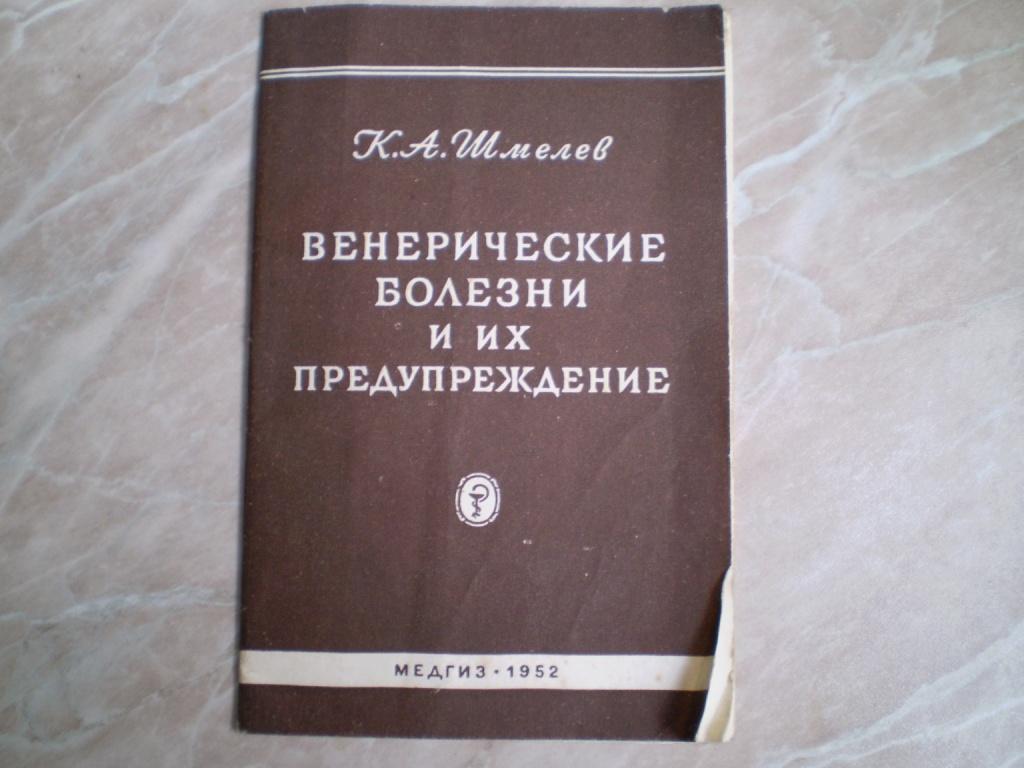 К. А. Шмелев
ВЕНЕРИЧЕСКИЕ
БОЛЕЗНИ
И ИХ
ПРЕДУПРЕЖДЕНИЕ
МЕДГИЗ • 1952